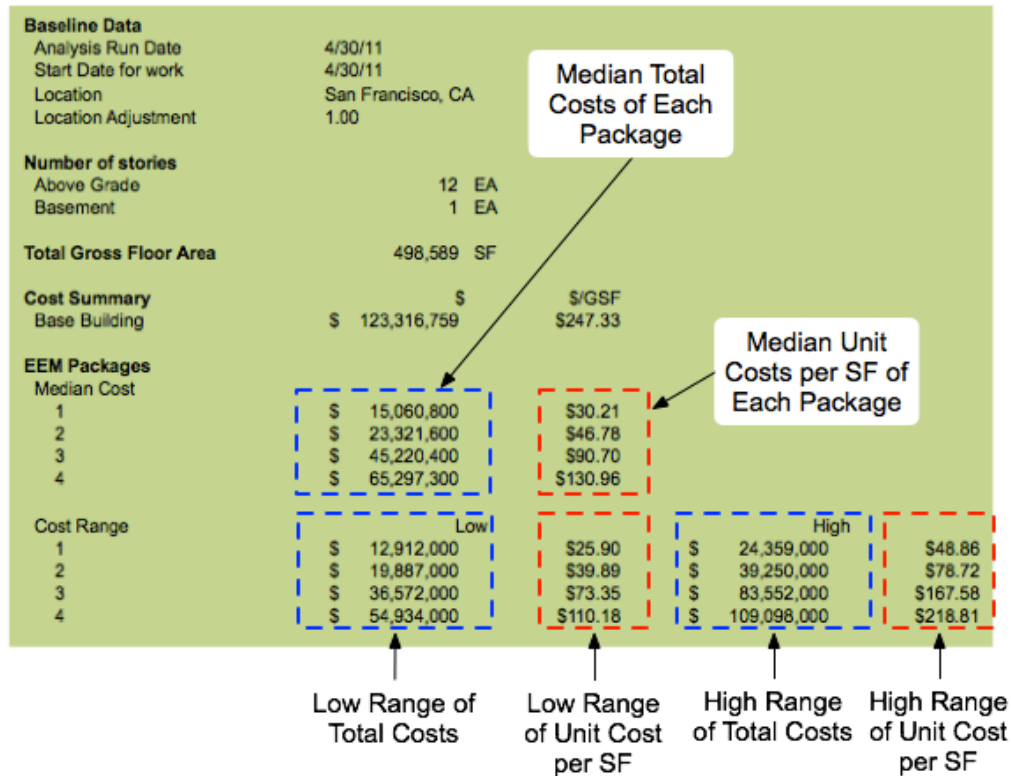 Baseline Data
Analysis Run Date 4/30/11
Start Date for work 4/30/11
Location San Francisco, CA
Location Adjustment 1.00
Median Total
Costs of Each
Package
Number of stories
Above Grade 12 EA
Basement 1 EA
Total Gross Floor Area 498,589 SF
Cost Summary $ $/GSF
Base Building $ 123,316,759 $247.33
Median Unit
Costs per SF of
Each Package
EEM Packages
Median Cost
1 $ 15,060,800 $30.21
2 $ 23,321,600 $46.78
3 $ 45,220,400 $90.70
4 $ 65,297,300 $130.96
Cost Range Low High
1 $ 12,912,000 $25.90 $ 24,359,000 $48.86
2 $ 19,887,000 $39.89 $ 39,250,000 $78.72
3 $ 36,572,000 $73.35 $ 83,552,000 $167.58
4 $ 54,934,000 $110.18 $ 109,098,000 $218.81
Low Range of
Total Costs
Low Range
of Unit Cost
per SF
High Range
of Total Costs
High Range
of Unit Cost
per SF